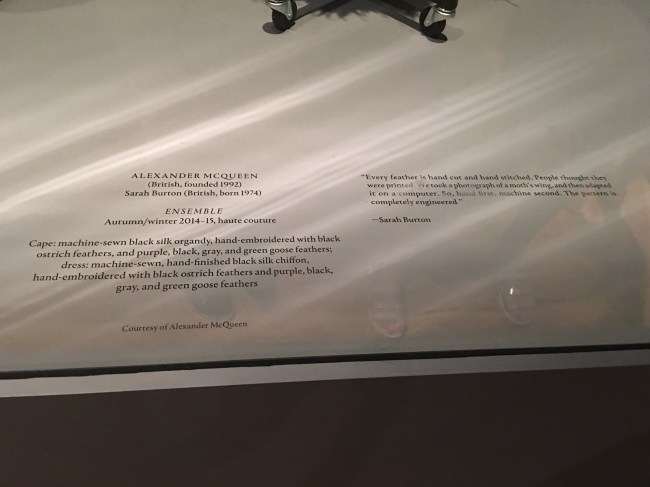 ALEXANDER MCQUEEN
(British, founded 1992)
Sarah Burton (British, born 1974)
ENSEMBLE
Autumn/winter 2014–15, haute couture
Cape: machine-sewn black silk organdy, hand-embroidered with black
ostrich feathers, and purple, black, gray, and green goose feathers;
dress: machine-sewn, hand-finished black silk chiffon,
hand-embroidered with black ostrich feathers and purple, black,
gray, and green goose feathers
Courtesy of Alexander McQueen
"Every feather is hand cut and hand stitched. People thought they
were printed. We took a photograph of a moth's wing, and then adapted
it on a computer. So, hand first, machine second. The pattern is
completely engineered."
—Sarah Burton